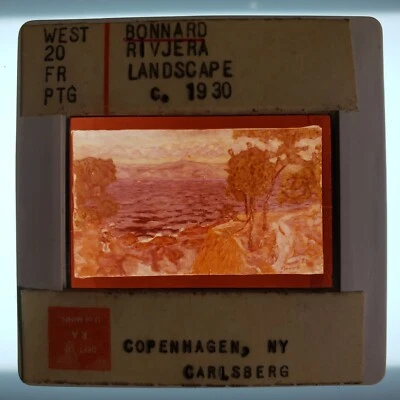 WEST BONNARD
20 RIVJERA
FR LANDSCAPE
PTG c. 1930
COPENHAGEN, NY
CARLSBERG